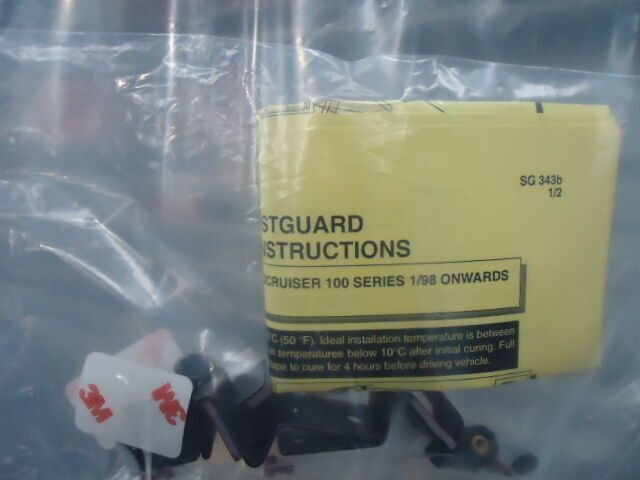 SG 343b
1/2
STGUARD
NSTRUCTIONS
CRUISER 100 SERIES 1/98 ONWARDS
°C (50 °F). Ideal installation temperature is between
temperatures below 10°C after initial curing. Full
ape to cure for 4 hours before driving vehicle.
3M
3M